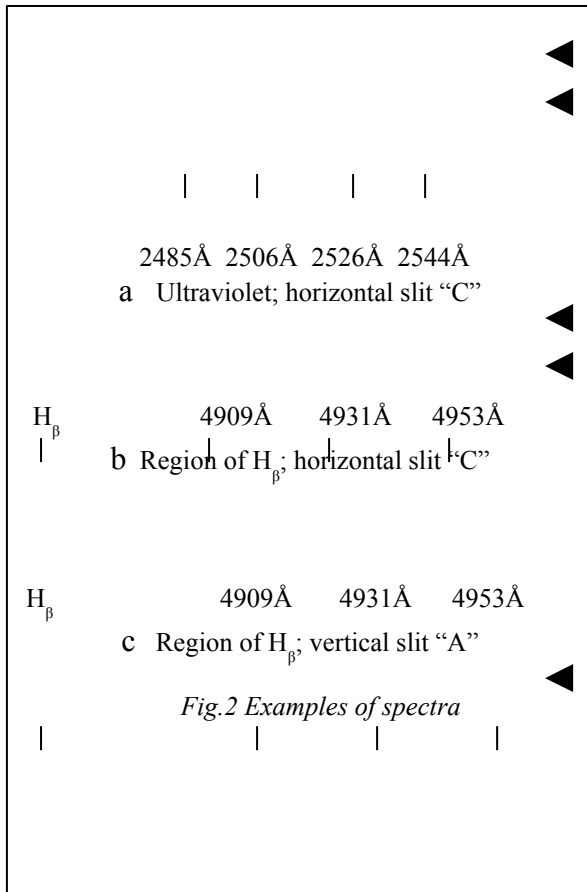 2485Å 2506Å 2526Å 2544Å
a Ultraviolet; horizontal slit “C”
Hβ 4909Å 4931Å 4953Å
b Region of Hβ; horizontal slit “C”
Hβ 4909Å 4931Å 4953Å
c Region of Hβ; vertical slit “A”
Fig.2 Examples of spectra